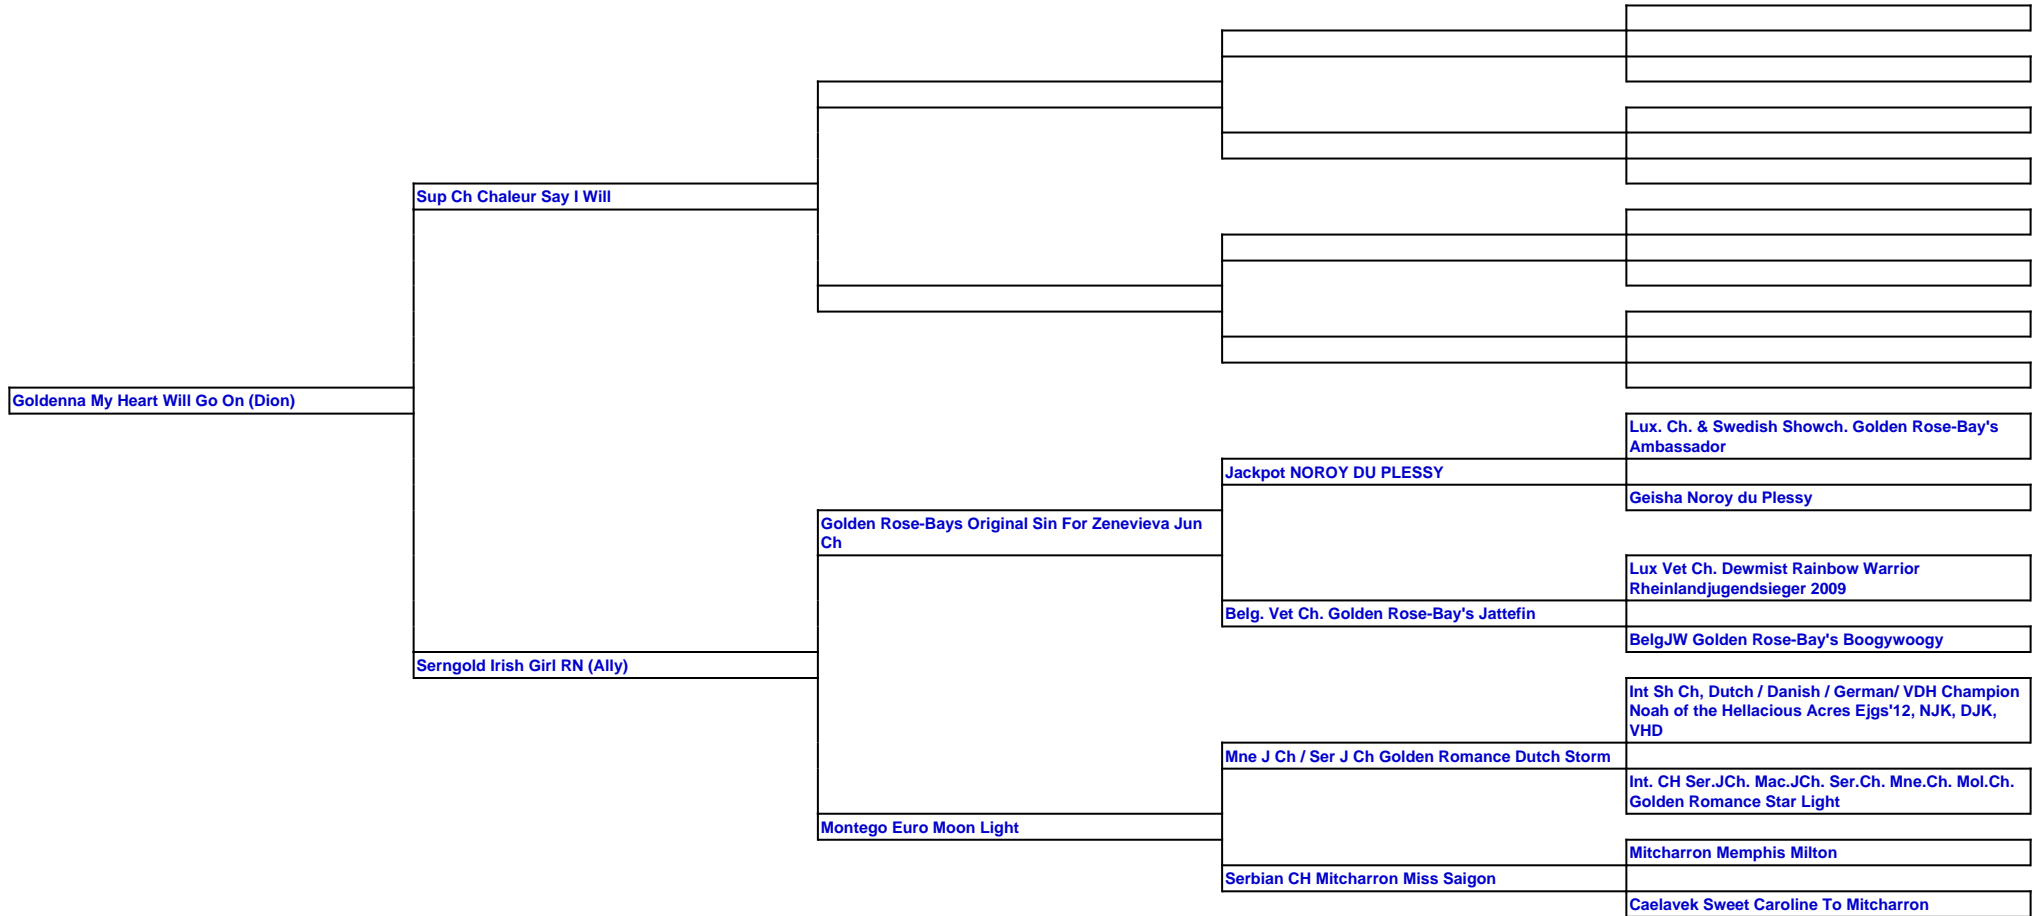 Sup Ch Chaleur Say I Will
Goldenna My Heart Will Go On (Dion)
Lux. Ch. & Swedish Showch. Golden Rose-Bay's
Ambassador
Jackpot NOROY DU PLESSY
Geisha Noroy du Plessy
Golden Rose-Bays Original Sin For Zenevieva Jun
Ch
Lux Vet Ch. Dewmist Rainbow Warrior
Rheinlandjugendsieger 2009
Belg. Vet Ch. Golden Rose-Bay's Jattefin
BelgJW Golden Rose-Bay's Boogywoogy
Serngold Irish Girl RN (Ally)
Int Sh Ch, Dutch / Danish / German/ VDH Champion
Noah of the Hellacious Acres Ejgs'12, NJK, DJK,
VHD
Mne J Ch / Ser J Ch Golden Romance Dutch Storm
Int. CH Ser.JCh. Mac.JCh. Ser.Ch. Mne.Ch. Mol.Ch.
Golden Romance Star Light
Montego Euro Moon Light
Mitcharron Memphis Milton
Serbian CH Mitcharron Miss Saigon
Caelavek Sweet Caroline To Mitcharron